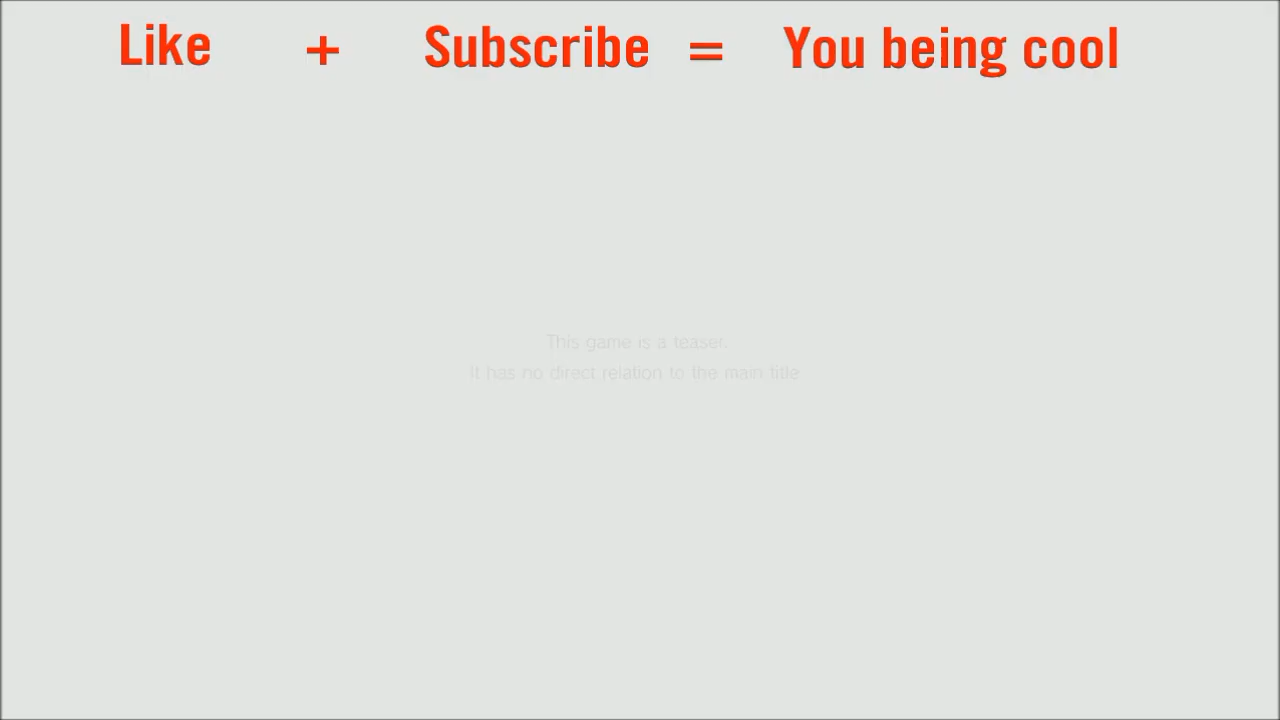 Like + Subscribe = You being cool
This game is a teaser.
It has no direct relation to the main title